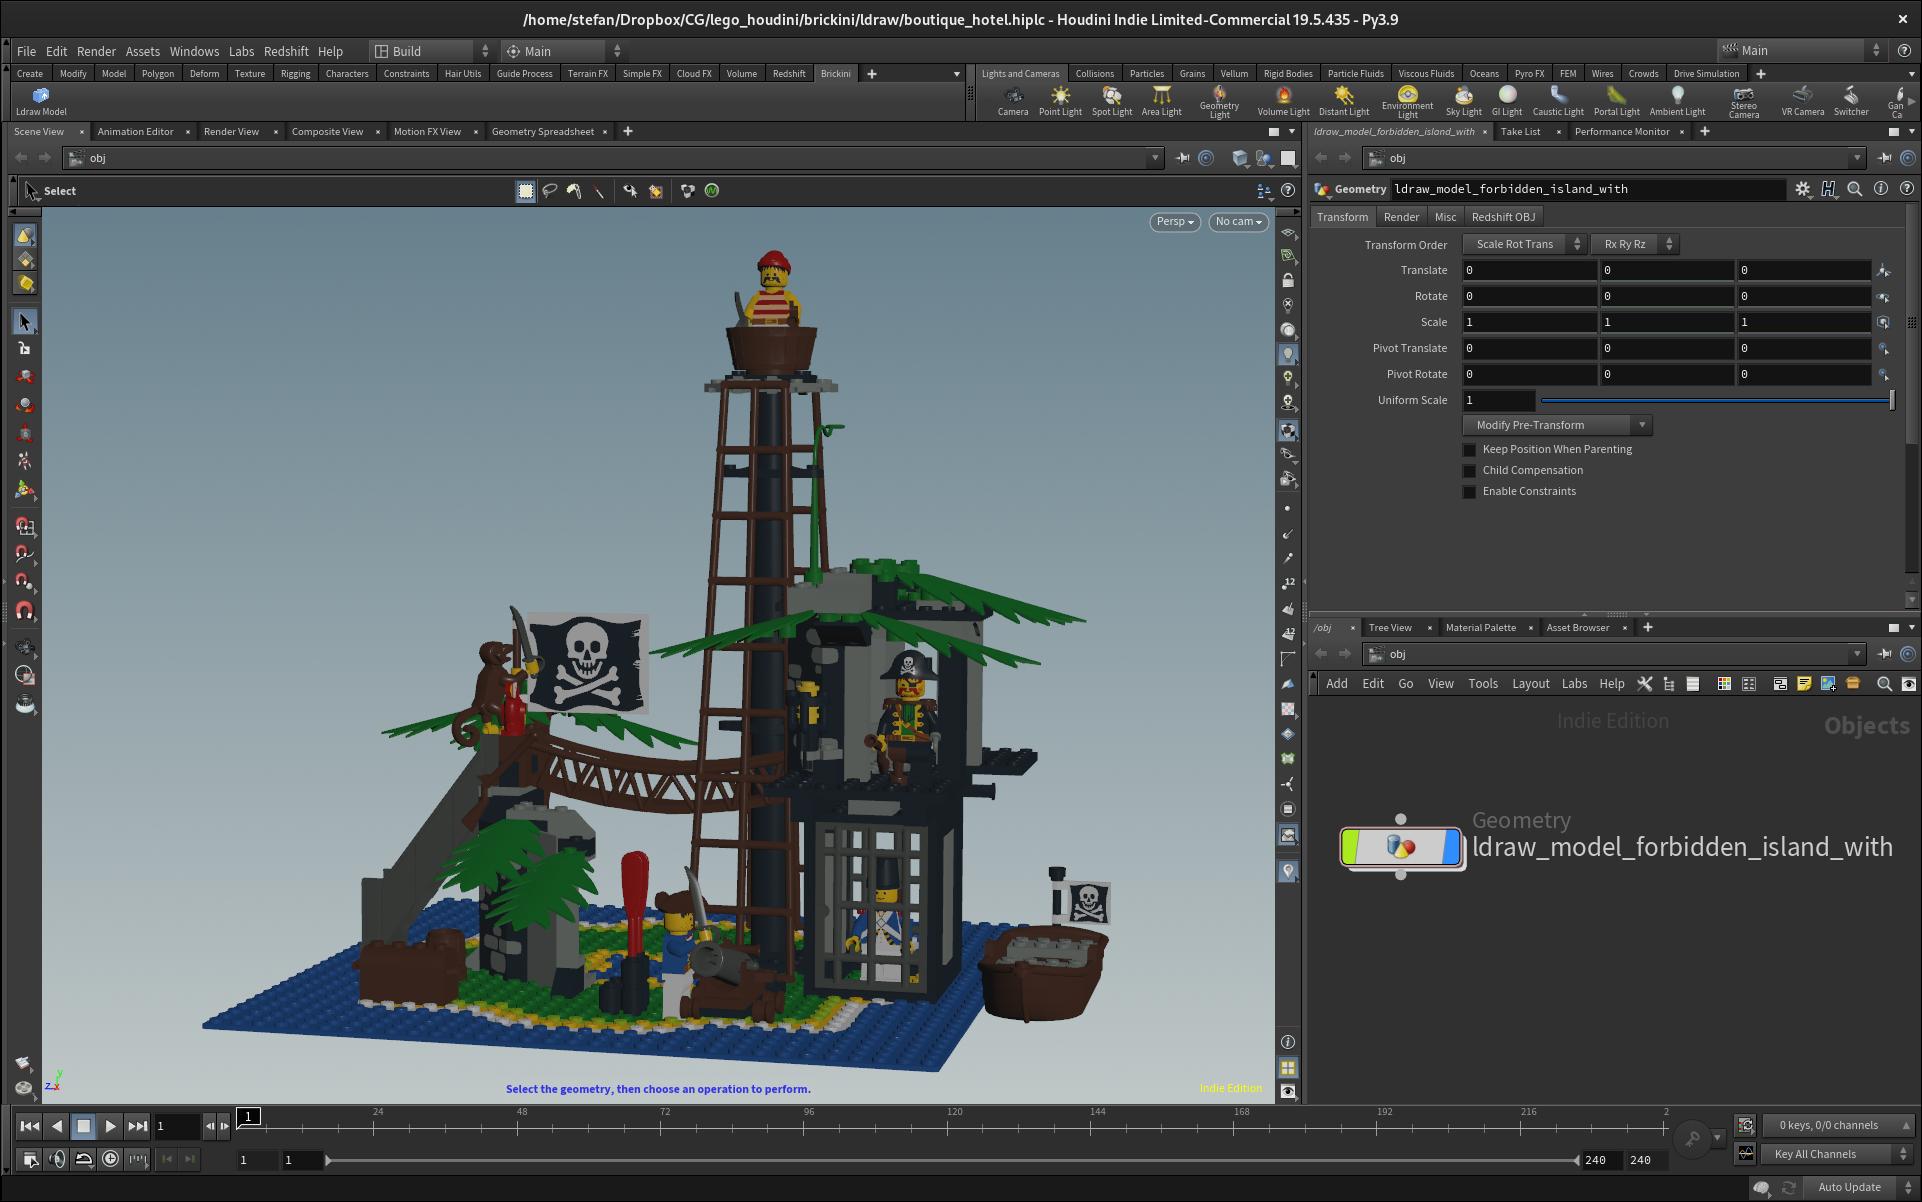 /home/stefan/Dropbox/CG/lego_houdini/brickini/ldraw/boutique_hotel.hiplc - Houdini Indie Limited-Commercial 19.5.435 - Py3.9
File Edit Render Assets Windows Labs Redshift Help Build Main Main
Create Modify Model Polygon Deform Texture Rigging Characters Constraints Hair Utils Guide Process Terrain FX Simple FX Cloud FX Volume Redshift Brickini
Lights and Cameras Collisions Particles Grains Vellum Rigid Bodies Particle Fluids Viscous Fluids Oceans Pyro FX FEM Wires Crowds Drive Simulation
Ldraw Model
Camera Point Light Spot Light Area Light Geometry Light Volume Light Distant Light Environment Light Sky Light GI Light Caustic Light Portal Light Ambient Light Stereo Camera VR Camera Switcher Gan Ca
Scene View Animation Editor Render View Composite View Motion FX View Geometry Spreadsheet
ldraw_model_forbidden_island_with Take List Performance Monitor
obj
obj
Select
Geometry ldraw_model_forbidden_island_with
Persp No cam
Transform Render Misc Redshift OBJ
Transform Order Scale Rot Trans Rx Ry Rz
Translate 0 0 0
Rotate 0 0 0
Scale 1 1 1
Pivot Translate 0 0 0
Pivot Rotate 0 0 0
Uniform Scale 1
Modify Pre-Transform
Keep Position When Parenting
Child Compensation
Enable Constraints
12
12
/obj Tree View Material Palette Asset Browser
obj
Add Edit Go View Tools Layout Labs Help
Indie Edition
Objects
Geometry
ldraw_model_forbidden_island_with
z x y
Select the geometry, then choose an operation to perform.
Indie Edition
1
1 24 48 72 96 120 144 168 192 216 2
0 keys, 0/0 channels
1 1 240 240
Key All Channels
Auto Update